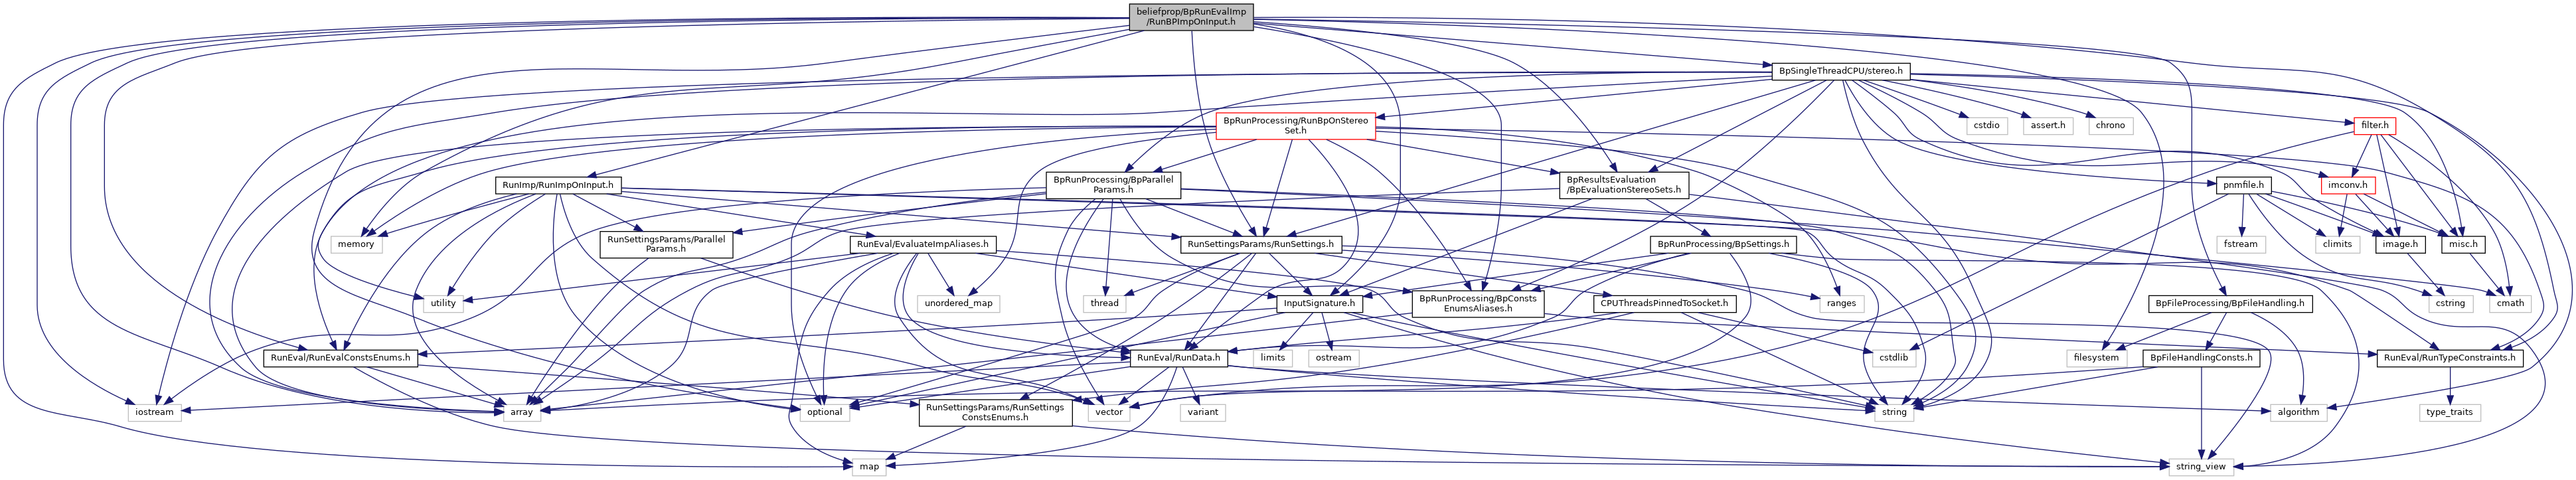 beliefprop/BpRunEvalImp
/RunBPImpOnInput.h
BpSingleThreadCPU/stereo.h
BpRunProcessing/RunBpOnStereo
Set.h
cstdio
assert.h
chrono
filter.h
RunImp/RunImpOnInput.h
BpRunProcessing/BpParallel
Params.h
BpResultsEvaluation
/BpEvaluationStereoSets.h
pnmfile.h
imconv.h
memory
RunSettingsParams/Parallel
Params.h
RunEval/EvaluateImpAliases.h
RunSettingsParams/RunSettings.h
BpRunProcessing/BpSettings.h
fstream
climits
image.h
misc.h
utility
unordered_map
thread
InputSignature.h
BpRunProcessing/BpConsts
EnumsAliases.h
CPUThreadsPinnedToSocket.h
ranges
BpFileProcessing/BpFileHandling.h
cstring
cmath
RunEval/RunEvalConstsEnums.h
RunEval/RunData.h
limits
ostream
cstdlib
filesystem
BpFileHandlingConsts.h
RunEval/RunTypeConstraints.h
iostream
array
optional
RunSettingsParams/RunSettings
ConstsEnums.h
vector
variant
string
algorithm
type_traits
map
string_view